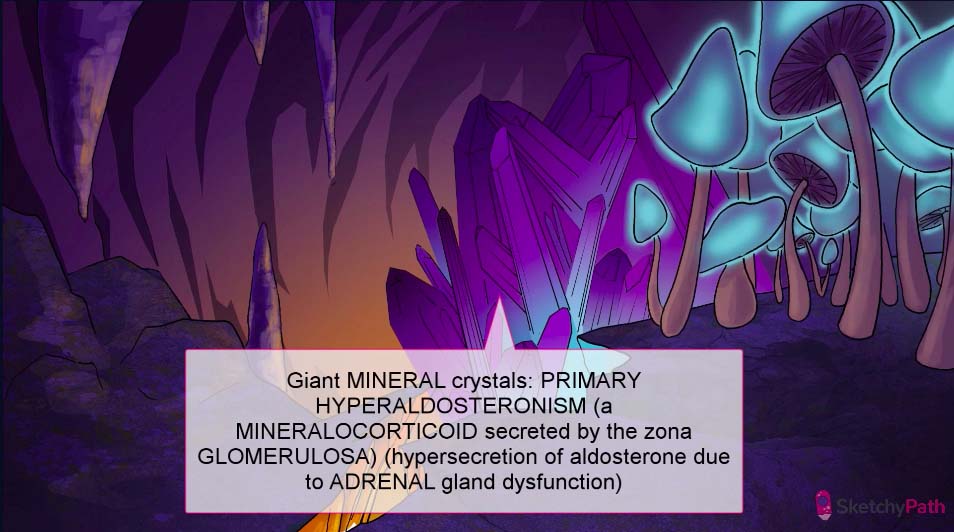 Giant MINERAL crystals: PRIMARY
HYPERALDOSTERONISM (a
MINERALOCORTICOID secreted by the zona
GLOMERULOSA) (hypersecretion of aldosterone due
to ADRENAL gland dysfunction)
SketchyPath